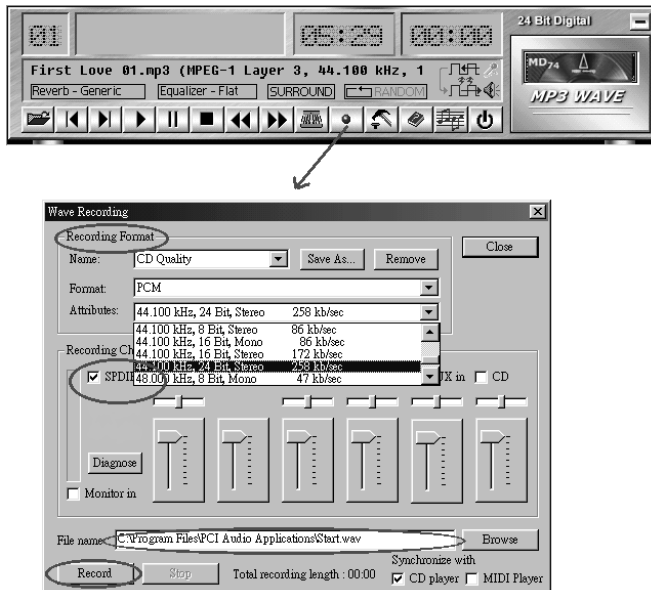 24 Bit Digital
01 05:29 00:00
MD74
First Love 01.mp3 (MPEG-1 Layer 3, 44.100 kHz, 1
Reverb - Generic Equalizer - Flat SURROUND RANDOM
MP3 WAVE
Wave Recording
Recording Format
Name: CD Quality Save As... Remove Close
Format: PCM
Attributes: 44.100 kHz, 24 Bit, Stereo 258 kb/sec
44.100 kHz, 8 Bit, Stereo 86 kb/sec
44.100 kHz, 16 Bit, Mono 86 kb/sec
44.100 kHz, 16 Bit, Stereo 172 kb/sec
44.100 kHz, 24 Bit, Stereo 258 kb/sec
48.000 kHz, 8 Bit, Mono 47 kb/sec
Recording Ch
SPDIF UX in CD
Diagnose
Monitor in
File name C:\Program Files\PCI Audio Applications\Start.wav Browse
Synchronize with
Record Stop Total recording length : 00:00 CD player MIDI Player